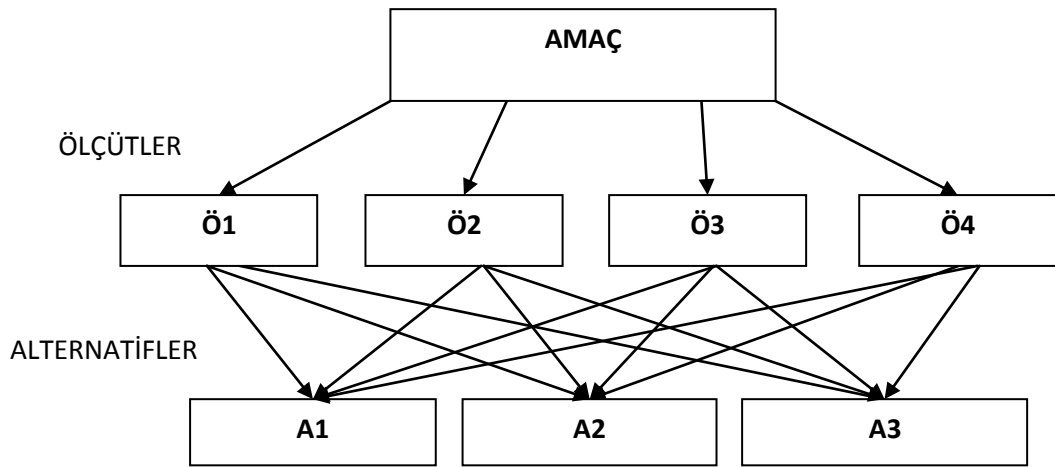 AMAÇ
ÖLÇÜTLER
Ö1
Ö2
Ö3
Ö4
ALTERNATİFLER
A1
A2
A3